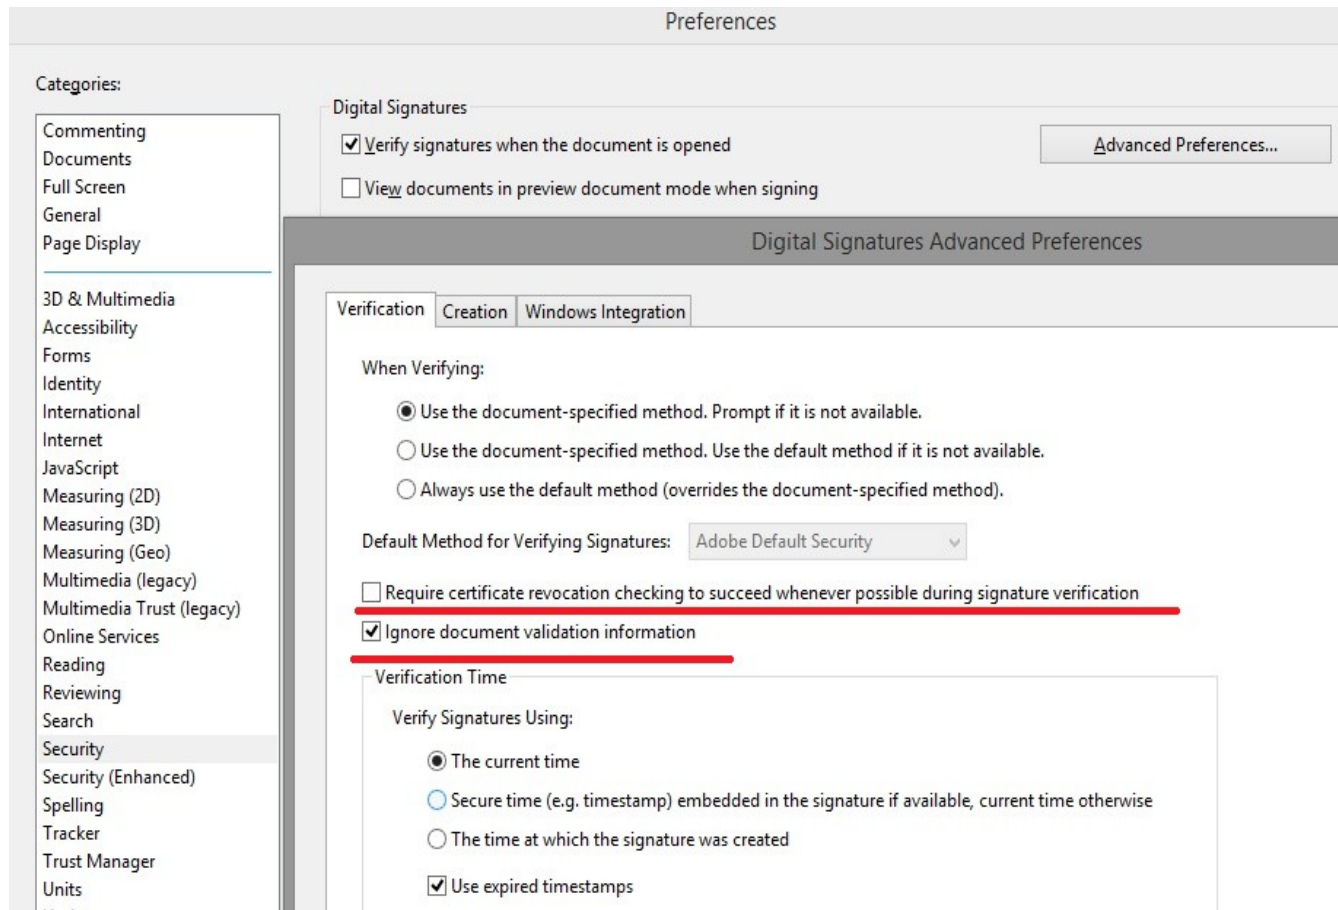 Preferences
Categories:
Commenting
Documents
Full Screen
General
Page Display
3D & Multimedia
Accessibility
Forms
Identity
International
Internet
JavaScript
Measuring (2D)
Measuring (3D)
Measuring (Geo)
Multimedia (legacy)
Multimedia Trust (legacy)
Online Services
Reading
Reviewing
Search
Security
Security (Enhanced)
Spelling
Tracker
Trust Manager
Units
Digital Signatures
Verify signatures when the document is opened
Advanced Preferences...
View documents in preview document mode when signing
Digital Signatures Advanced Preferences
Verification
Creation
Windows Integration
When Verifying:
Use the document-specified method. Prompt if it is not available.
Use the document-specified method. Use the default method if it is not available.
Always use the default method (overrides the document-specified method).
Default Method for Verifying Signatures: Adobe Default Security
Require certificate revocation checking to succeed whenever possible during signature verification
Ignore document validation information
Verification Time
Verify Signatures Using:
The current time
Secure time (e.g. timestamp) embedded in the signature if available, current time otherwise
The time at which the signature was created
Use expired timestamps